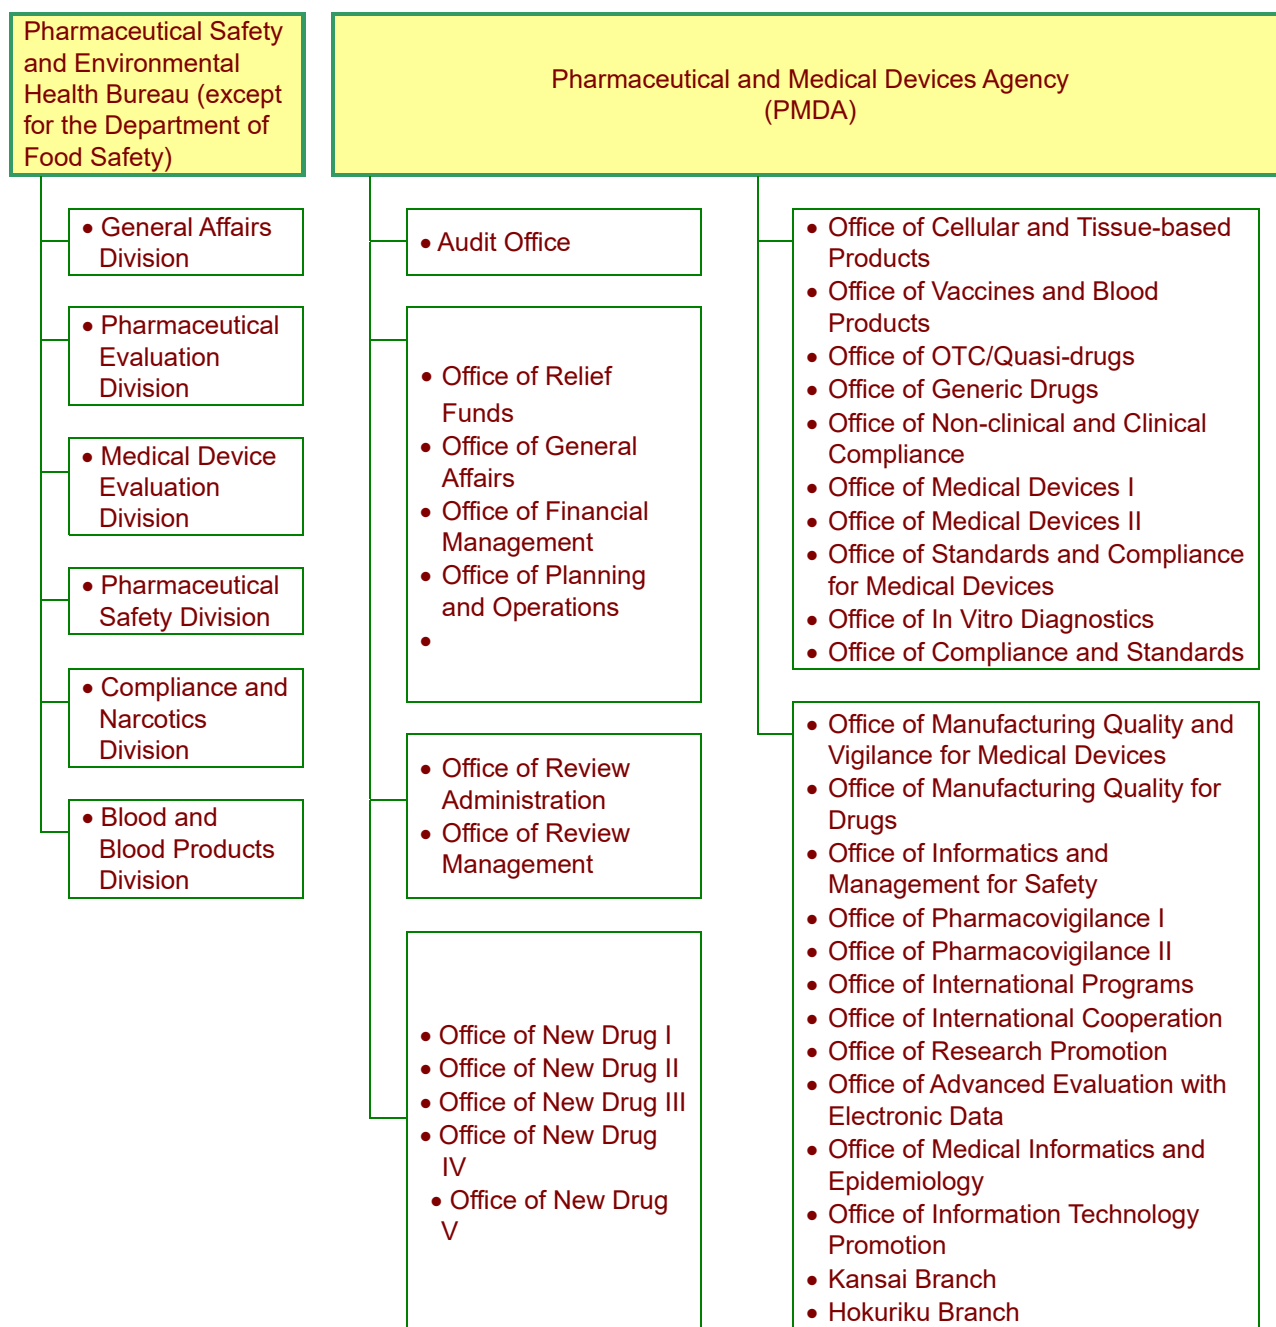 Pharmaceutical Safety
and Environmental
Health Bureau (except
for the Department of
Food Safety)
Pharmaceutical and Medical Devices Agency
(PMDA)
• General Affairs
Division
• Pharmaceutical
Evaluation
Division
• Medical Device
Evaluation
Division
• Pharmaceutical
Safety Division
• Compliance and
Narcotics
Division
• Blood and
Blood Products
Division
• Audit Office
• Office of Relief
Funds
• Office of General
Affairs
• Office of Financial
Management
• Office of Planning
and Operations
•
• Office of Review
Administration
• Office of Review
Management
• Office of New Drug I
• Office of New Drug II
• Office of New Drug III
• Office of New Drug
IV
• Office of New Drug
V
• Office of Cellular and Tissue-based
Products
• Office of Vaccines and Blood
Products
• Office of OTC/Quasi-drugs
• Office of Generic Drugs
• Office of Non-clinical and Clinical
Compliance
• Office of Medical Devices I
• Office of Medical Devices II
• Office of Standards and Compliance
for Medical Devices
• Office of In Vitro Diagnostics
• Office of Compliance and Standards
• Office of Manufacturing Quality and
Vigilance for Medical Devices
• Office of Manufacturing Quality for
Drugs
• Office of Informatics and
Management for Safety
• Office of Pharmacovigilance I
• Office of Pharmacovigilance II
• Office of International Programs
• Office of International Cooperation
• Office of Research Promotion
• Office of Advanced Evaluation with
Electronic Data
• Office of Medical Informatics and
Epidemiology
• Office of Information Technology
Promotion
• Kansai Branch
• Hokuriku Branch